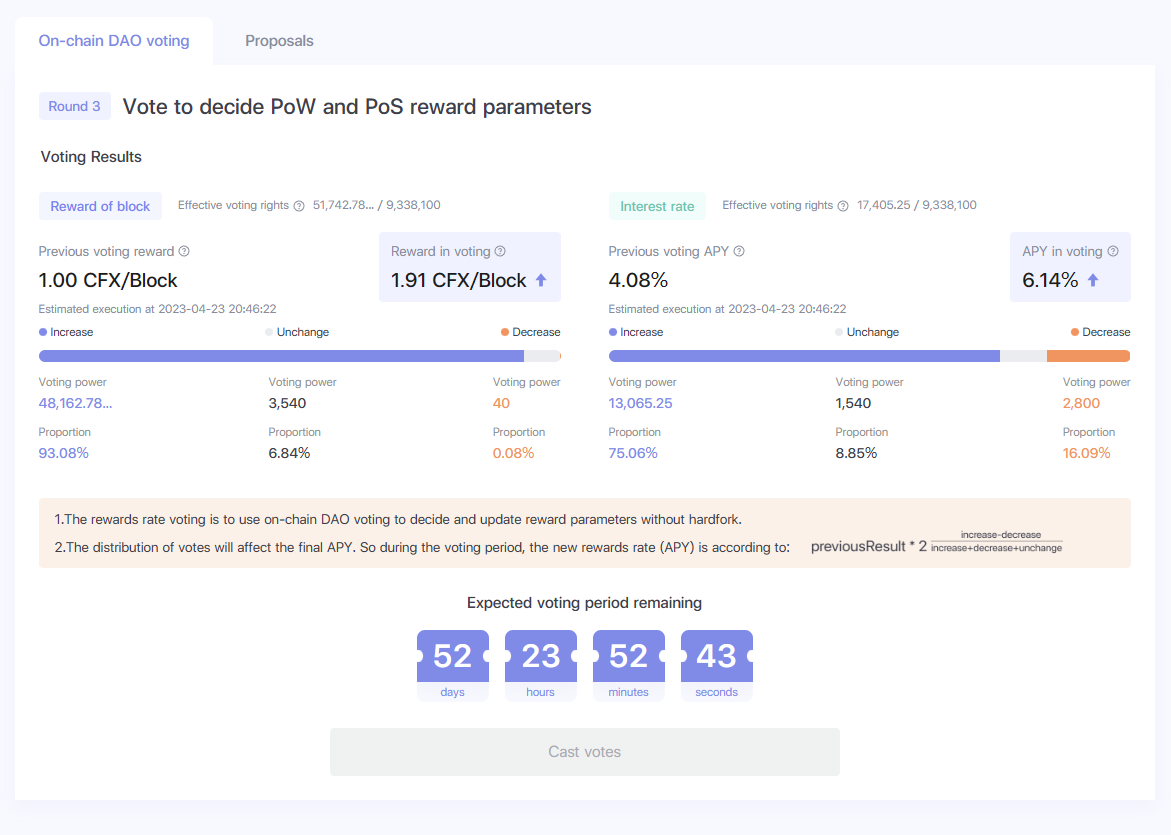 On-chain DAO voting
Proposals
Round 3
Vote to decide PoW and PoS reward parameters
Voting Results
Reward of block
Effective voting rights ? 51,742.78... / 9,338,100
Previous voting reward ?
1.00 CFX/Block
Reward in voting ?
1.91 CFX/Block
Estimated execution at 2023-04-23 20:46:22
Increase
Unchange
Decrease
Voting power
48,162.78...
Proportion
93.08%
Voting power
3,540
Proportion
6.84%
Voting power
40
Proportion
0.08%
Interest rate
Effective voting rights ? 17,405.25 / 9,338,100
Previous voting APY ?
4.08%
APY in voting ?
6.14%
Estimated execution at 2023-04-23 20:46:22
Increase
Unchange
Decrease
Voting power
13,065.25
Proportion
75.06%
Voting power
1,540
Proportion
8.85%
Voting power
2,800
Proportion
16.09%
1.The rewards rate voting is to use on-chain DAO voting to decide and update reward parameters without hardfork.
2.The distribution of votes will affect the final APY. So during the voting period, the new rewards rate (APY) is according to:
previousResult * 2
increase-decrease
increase+decrease+unchange
Expected voting period remaining
52
days
23
hours
52
minutes
43
seconds
Cast votes